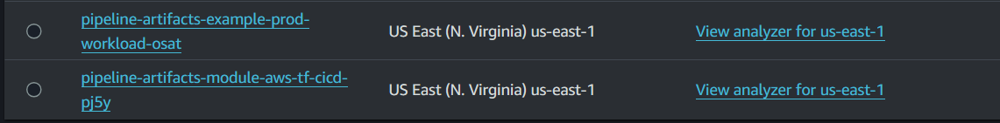 pipeline-artifacts-example-prod-
workload-osat
US East (N. Virginia) us-east-1
View analyzer for us-east-1
pipeline-artifacts-module-aws-tf-cicd-
pj5y
US East (N. Virginia) us-east-1
View analyzer for us-east-1